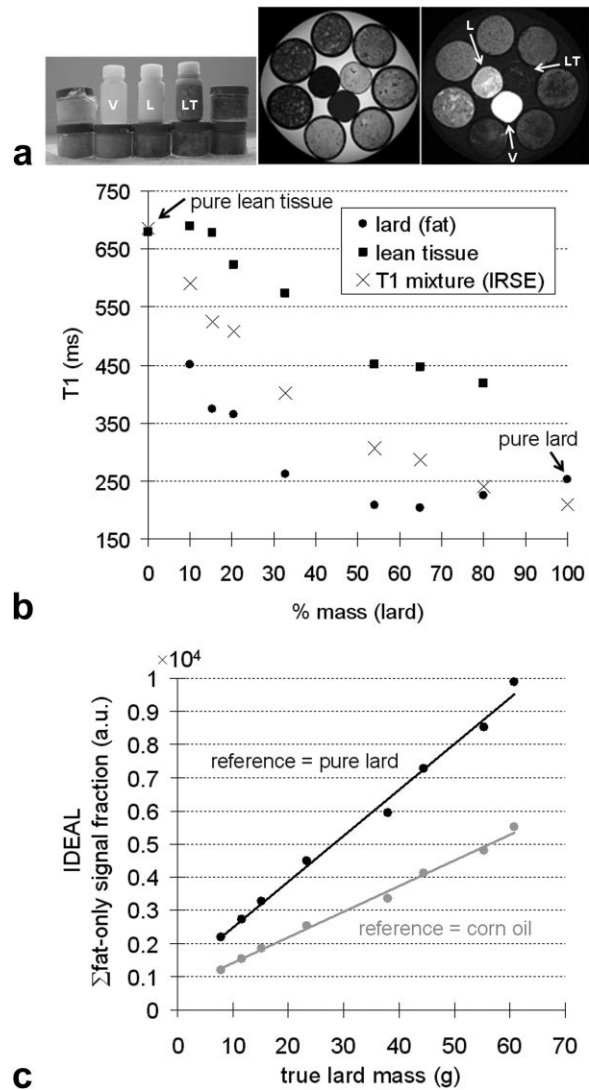 V L LT
L
LT
V
a
750
650
550
450
350
250
150
T1 (ms)
pure lean tissue
lard (fat)
lean tissue
T1 mixture (IRSE)
pure lard
0 10 20 30 40 50 60 70 80 90 100
% mass (lard)
b
×10⁴
1
0.9
0.8
0.7
0.6
0.5
0.4
0.3
0.2
0.1
0
IDEAL
Σfat-only signal fraction (a.u.)
reference = pure lard
reference = corn oil
0 10 20 30 40 50 60 70
true lard mass (g)
c